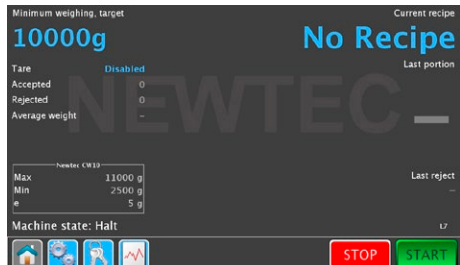 Minimum weighing, target
Current recipe
10000g
No Recipe
Last portion
Tare Disabled
Accepted 0
Rejected 0
Average weight –
NEWTEC
–
Newtec CW10
Max 11000 g
Min 2500 g
e 5 g
Last reject
–
Machine state: Halt
L7
STOP
START